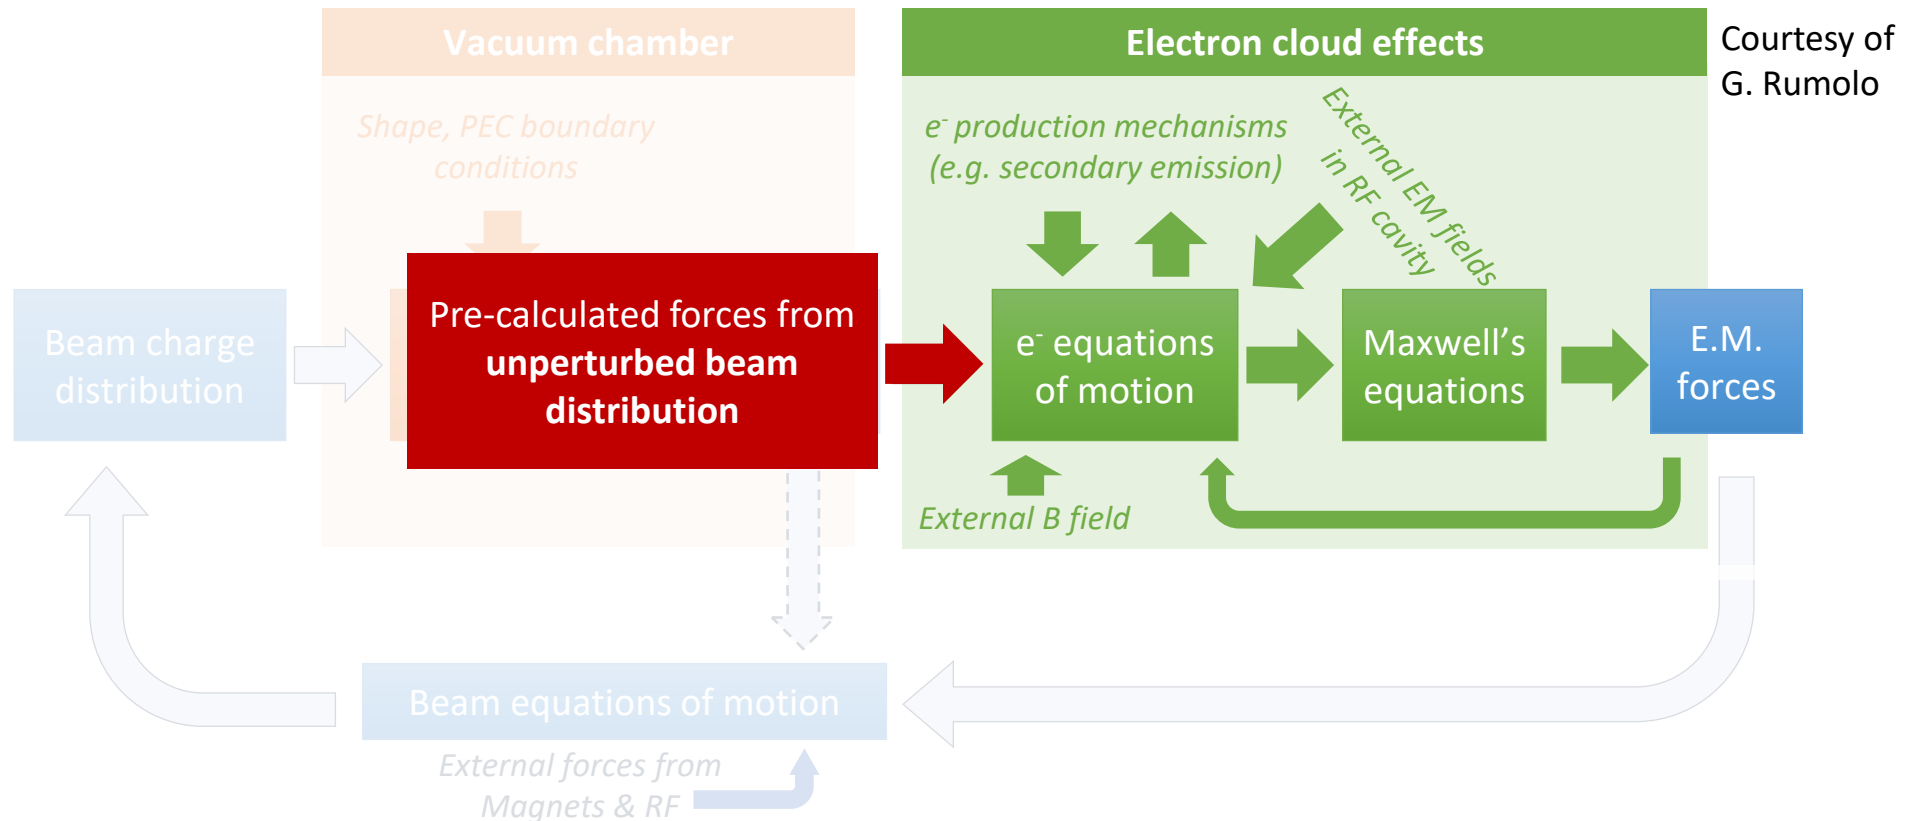 Vacuum chamber
Electron cloud effects
Courtesy of
G. Rumolo
Shape, PEC boundary
conditions
e⁻ production mechanisms
(e.g. secondary emission)
External EM fields
in RF cavity
Beam charge
distribution
Pre-calculated forces from
unperturbed beam
distribution
e⁻ equations
of motion
Maxwell’s
equations
E.M.
forces
External B field
Beam equations of motion
External forces from
Magnets & RF